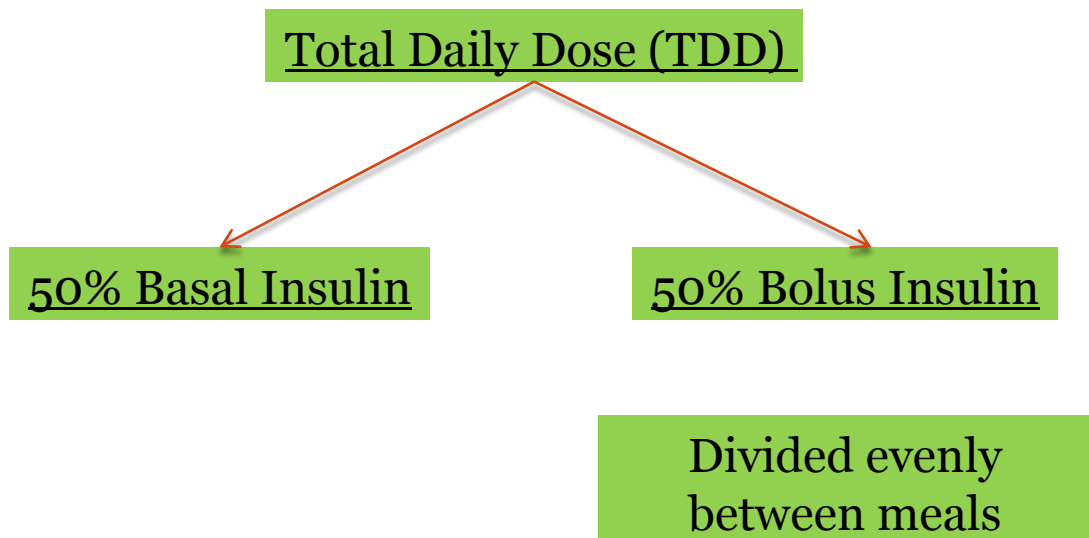 Total Daily Dose (TDD)
50% Basal Insulin
50% Bolus Insulin
Divided evenly
between meals